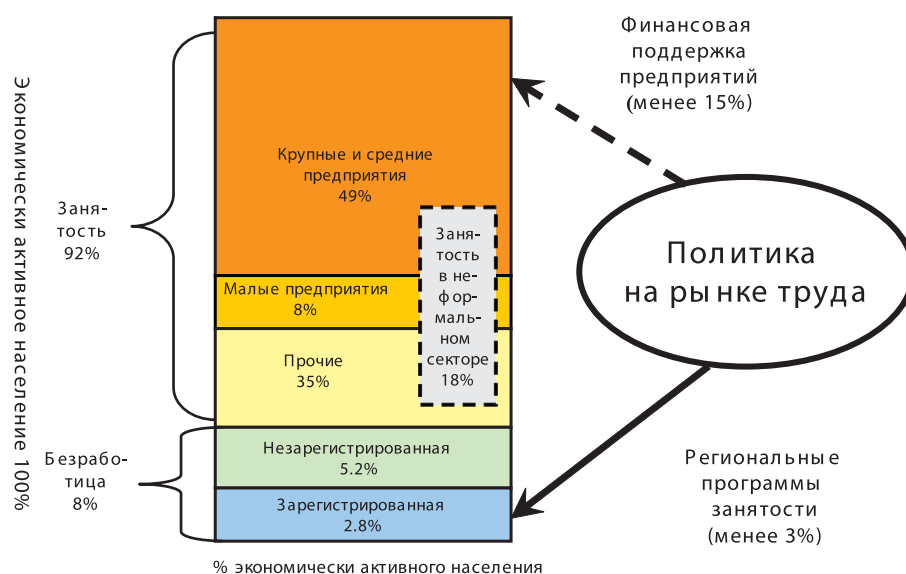 Экономически активное население 100%
Заня-
тость
92%
Безрабо-
тица
8%
Крупные и средние
предприятия
49%
Малые предприятия
8%
Прочие
35%
Заня-
тость
в не-
фор-
маль-
ном
секторе
18%
Незарегистрированная
5.2%
Зарегистрированная
2.8%
% экономически активного населения
Финансовая
поддержка
предприятий
(менее 15%)
Политика
на рынке труда
Региональные
программы
занятости
(менее 3%)